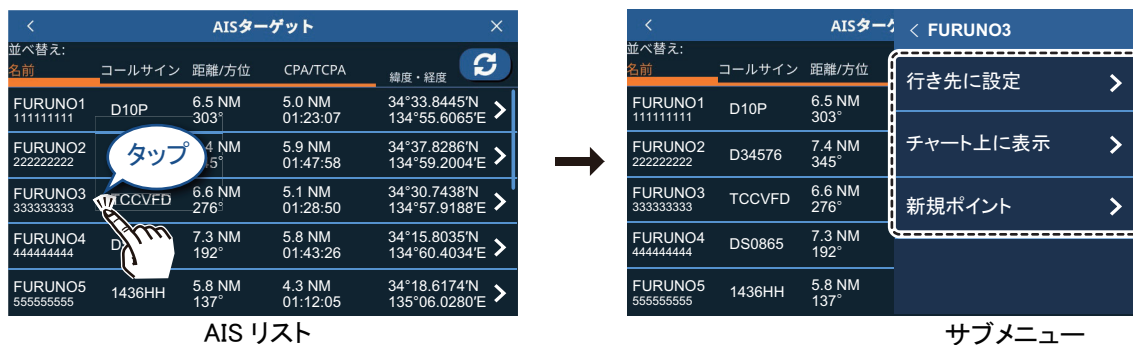 AISターゲット
並べ替え:
名前 コールサイン 距離/方位 CPA/TCPA 緯度・経度
FURUNO1 D10P 6.5 NM 5.0 NM 34°33.8445′N
111111111 303° 01:23:07 134°55.6065′E
FURUNO2 4 NM 5.9 NM 34°37.8286′N
222222222 5° 01:47:58 134°59.2004′E
タップ
FURUNO3 TCCVFD 6.6 NM 5.1 NM 34°30.7438′N
333333333 276° 01:28:50 134°57.9188′E
FURUNO4 D 7.3 NM 5.8 NM 34°15.8035′N
444444444 192° 01:43:26 134°60.4034′E
FURUNO5 1436HH 5.8 NM 4.3 NM 34°18.6174′N
555555555 137° 01:12:05 135°06.0280′E
AIS リスト
AISター
並べ替え:
名前 コールサイン 距離/方位
FURUNO1 D10P 6.5 NM
111111111 303°
FURUNO2 D34576 7.4 NM
222222222 345°
FURUNO3 TCCVFD 6.6 NM
333333333 276°
FURUNO4 DS0865 7.3 NM
444444444 192°
FURUNO5 1436HH 5.8 NM
555555555 137°
FURUNO3
行き先に設定
チャート上に表示
新規ポイント
サブメニュー